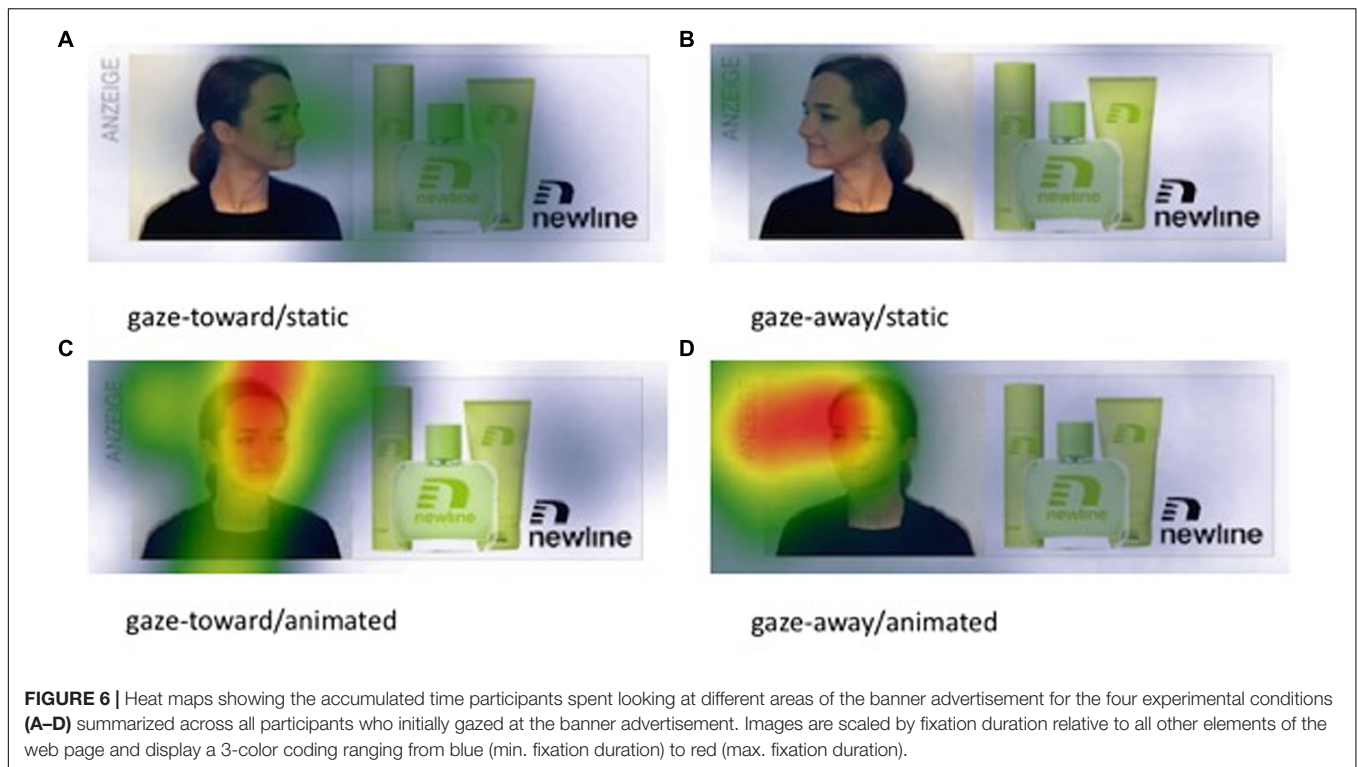 A
B
ANZEIGE
newline
newline
ANZEIGE
newline
newline
gaze-toward/static
gaze-away/static
C
D
ANZEIGE
newline
newline
ANZEIGE
newline
newline
gaze-toward/animated
gaze-away/animated
FIGURE 6 | Heat maps showing the accumulated time participants spent looking at different areas of the banner advertisement for the four experimental conditions
(A–D) summarized across all participants who initially gazed at the banner advertisement. Images are scaled by fixation duration relative to all other elements of the
web page and display a 3-color coding ranging from blue (min. fixation duration) to red (max. fixation duration).